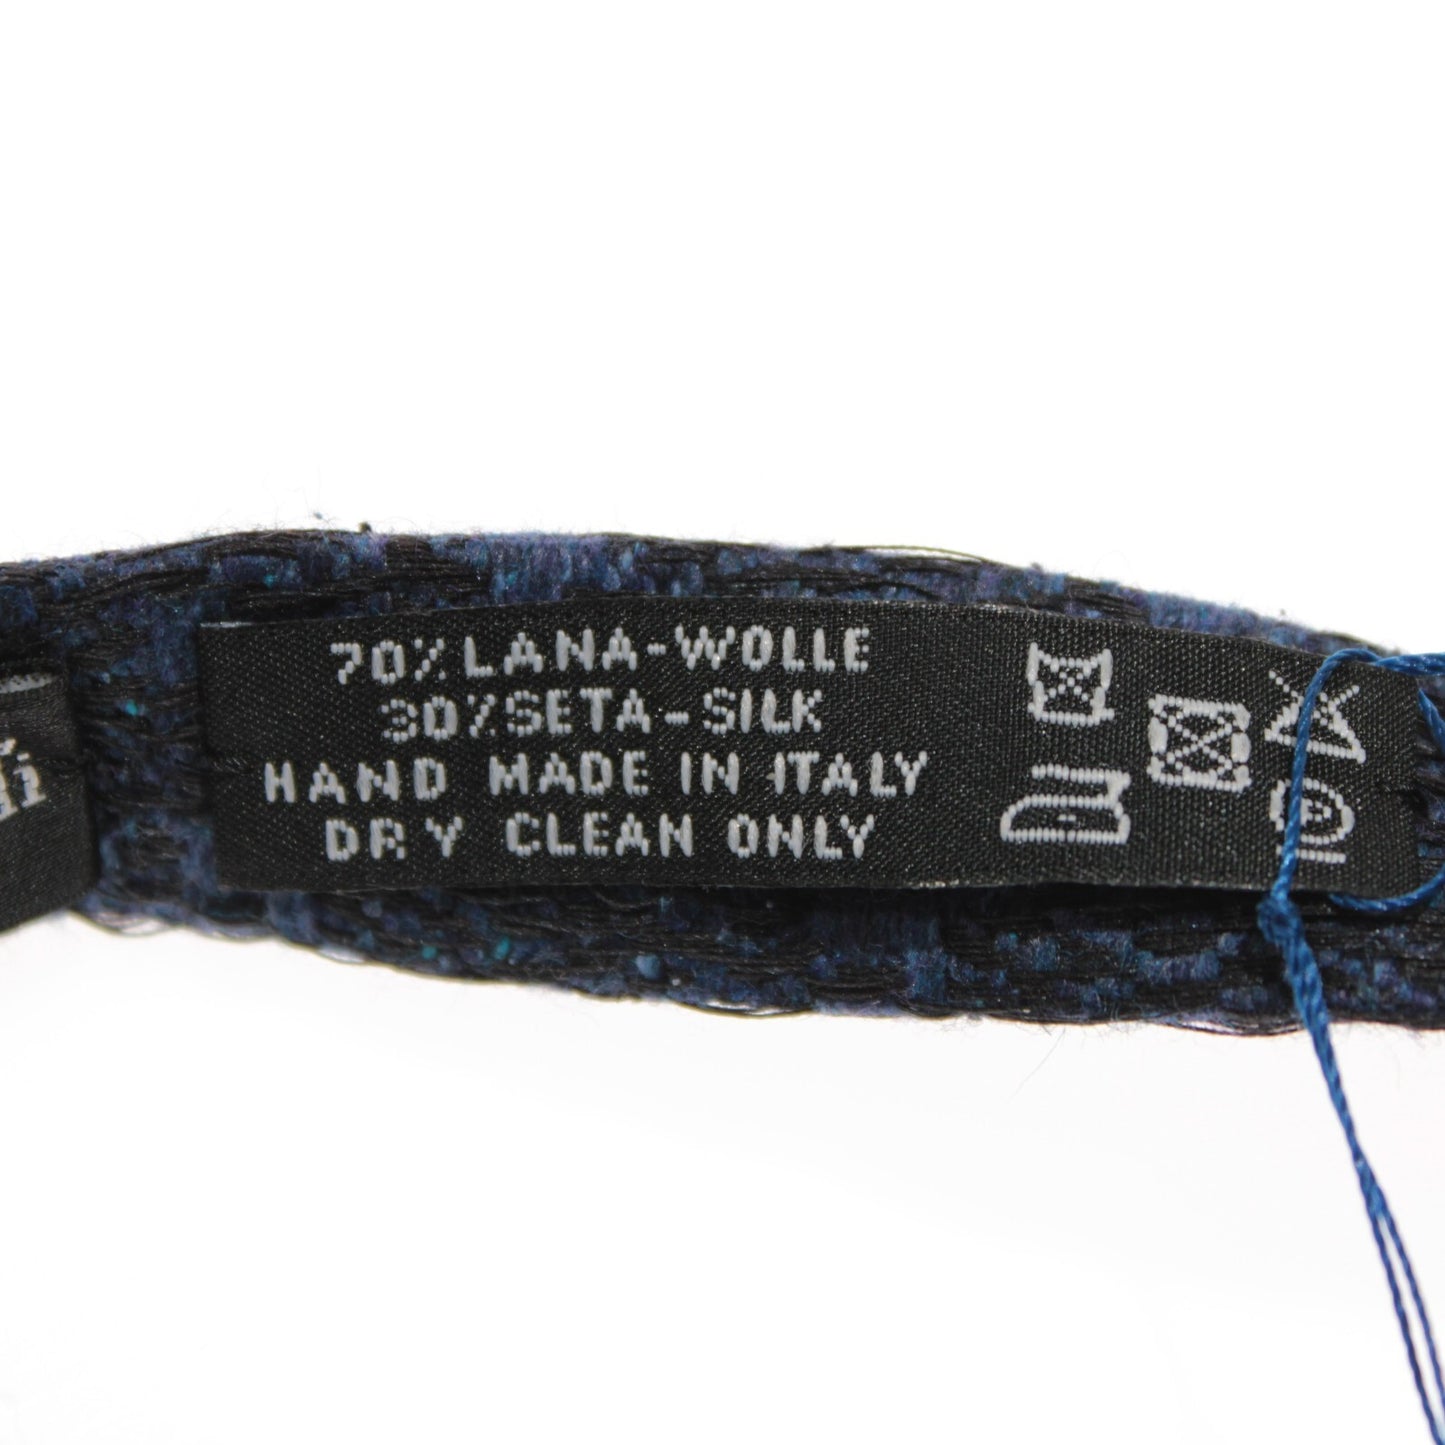 70% LANA-WOLLE
30% SETA-SILK
HAND MADE IN ITALY
DRY CLEAN ONLY